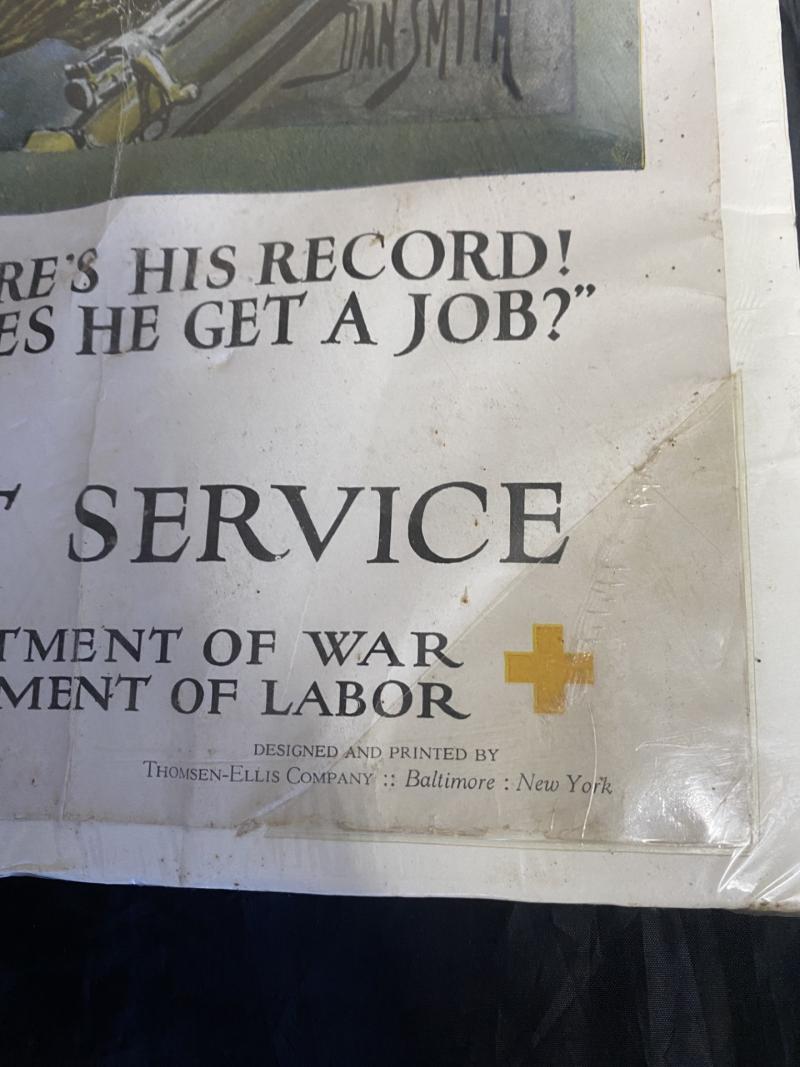 DAN-SMITH
RE'S HIS RECORD!
ES HE GET A JOB?”
T SERVICE
TMENT OF WAR
MENT OF LABOR
DESIGNED AND PRINTED BY
THOMSEN-ELLIS COMPANY :: Baltimore : New York